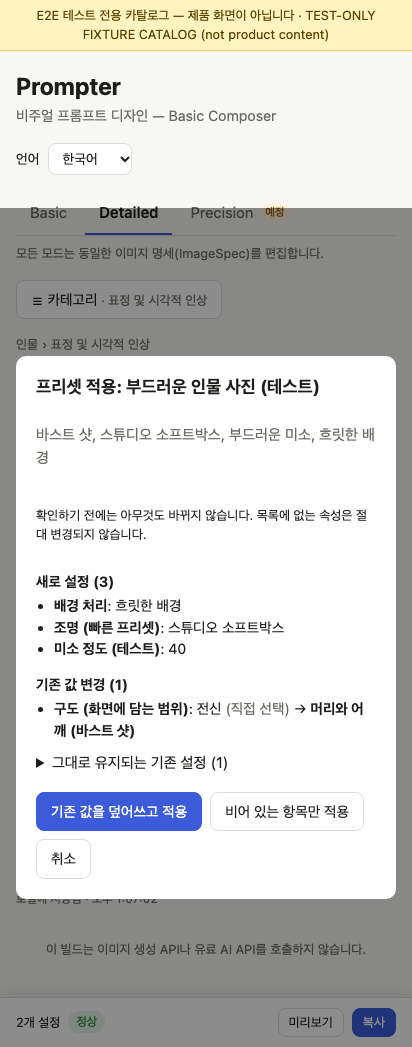 E2E 테스트 전용 카탈로그 — 제품 화면이 아닙니다 · TEST-ONLY
FIXTURE CATALOG (not product content)
Prompter
비주얼 프롬프트 디자인 — Basic Composer
언어 한국어
Basic Detailed Precision 예정
모든 모드는 동일한 이미지 명세(ImageSpec)를 편집합니다.
≡ 카테고리 · 표정 및 시각적 인상
인물 › 표정 및 시각적 인상
프리셋 적용: 부드러운 인물 사진 (테스트)
바스트 샷, 스튜디오 소프트박스, 부드러운 미소, 흐릿한 배
경
확인하기 전에는 아무것도 바뀌지 않습니다. 목록에 없는 속성은 절
대 변경되지 않습니다.
새로 설정 (3)
• 배경 처리: 흐릿한 배경
• 조명 (빠른 프리셋): 스튜디오 소프트박스
• 미소 정도 (테스트): 40
기존 값 변경 (1)
• 구도 (화면에 담는 범위): 전신 (직접 선택) → 머리와 어
깨 (바스트 샷)
▶ 그대로 유지되는 기존 설정 (1)
기존 값을 덮어쓰고 적용 비어 있는 항목만 적용
취소
이 빌드는 이미지 생성 API나 유료 AI API를 호출하지 않습니다.
2개 설정 정상 미리보기 복사